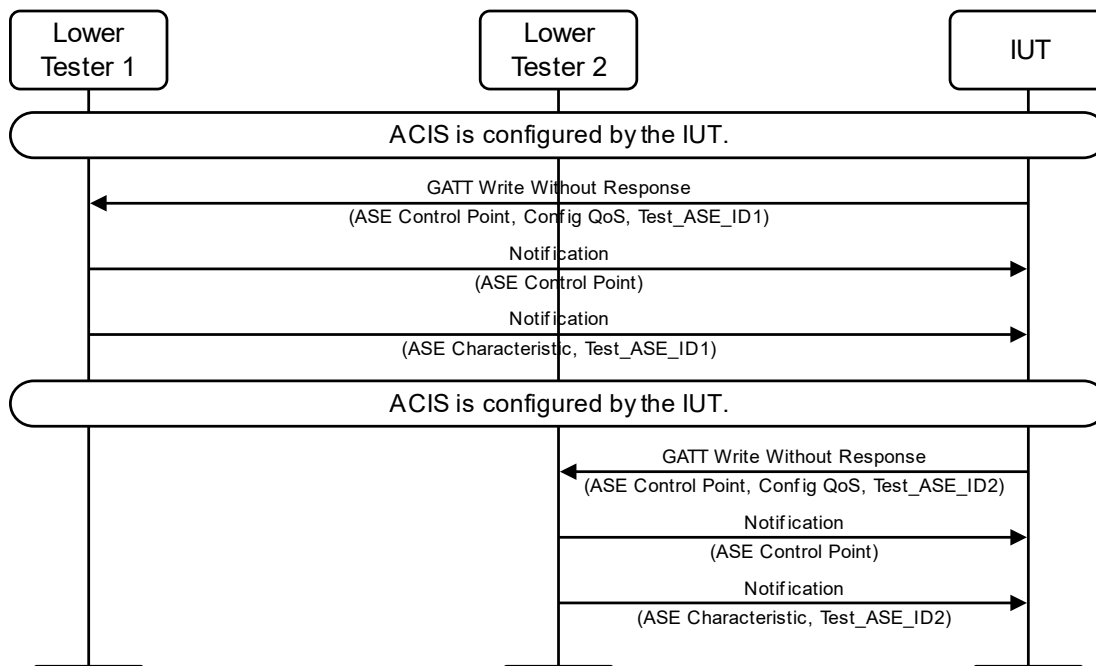 Lower
Tester 1
Lower
Tester 2
IUT
A CIS is configured by the IUT.
GATT Write Without Response
(ASE Control Point, Config QoS, Test_ASE_ID1)
Notification
(ASE Control Point)
Notification
(ASE Characteristic, Test_ASE_ID1)
A CIS is configured by the IUT.
GATT Write Without Response
(ASE Control Point, Config QoS, Test_ASE_ID2)
Notification
(ASE Control Point)
Notification
(ASE Characteristic, Test_ASE_ID2)